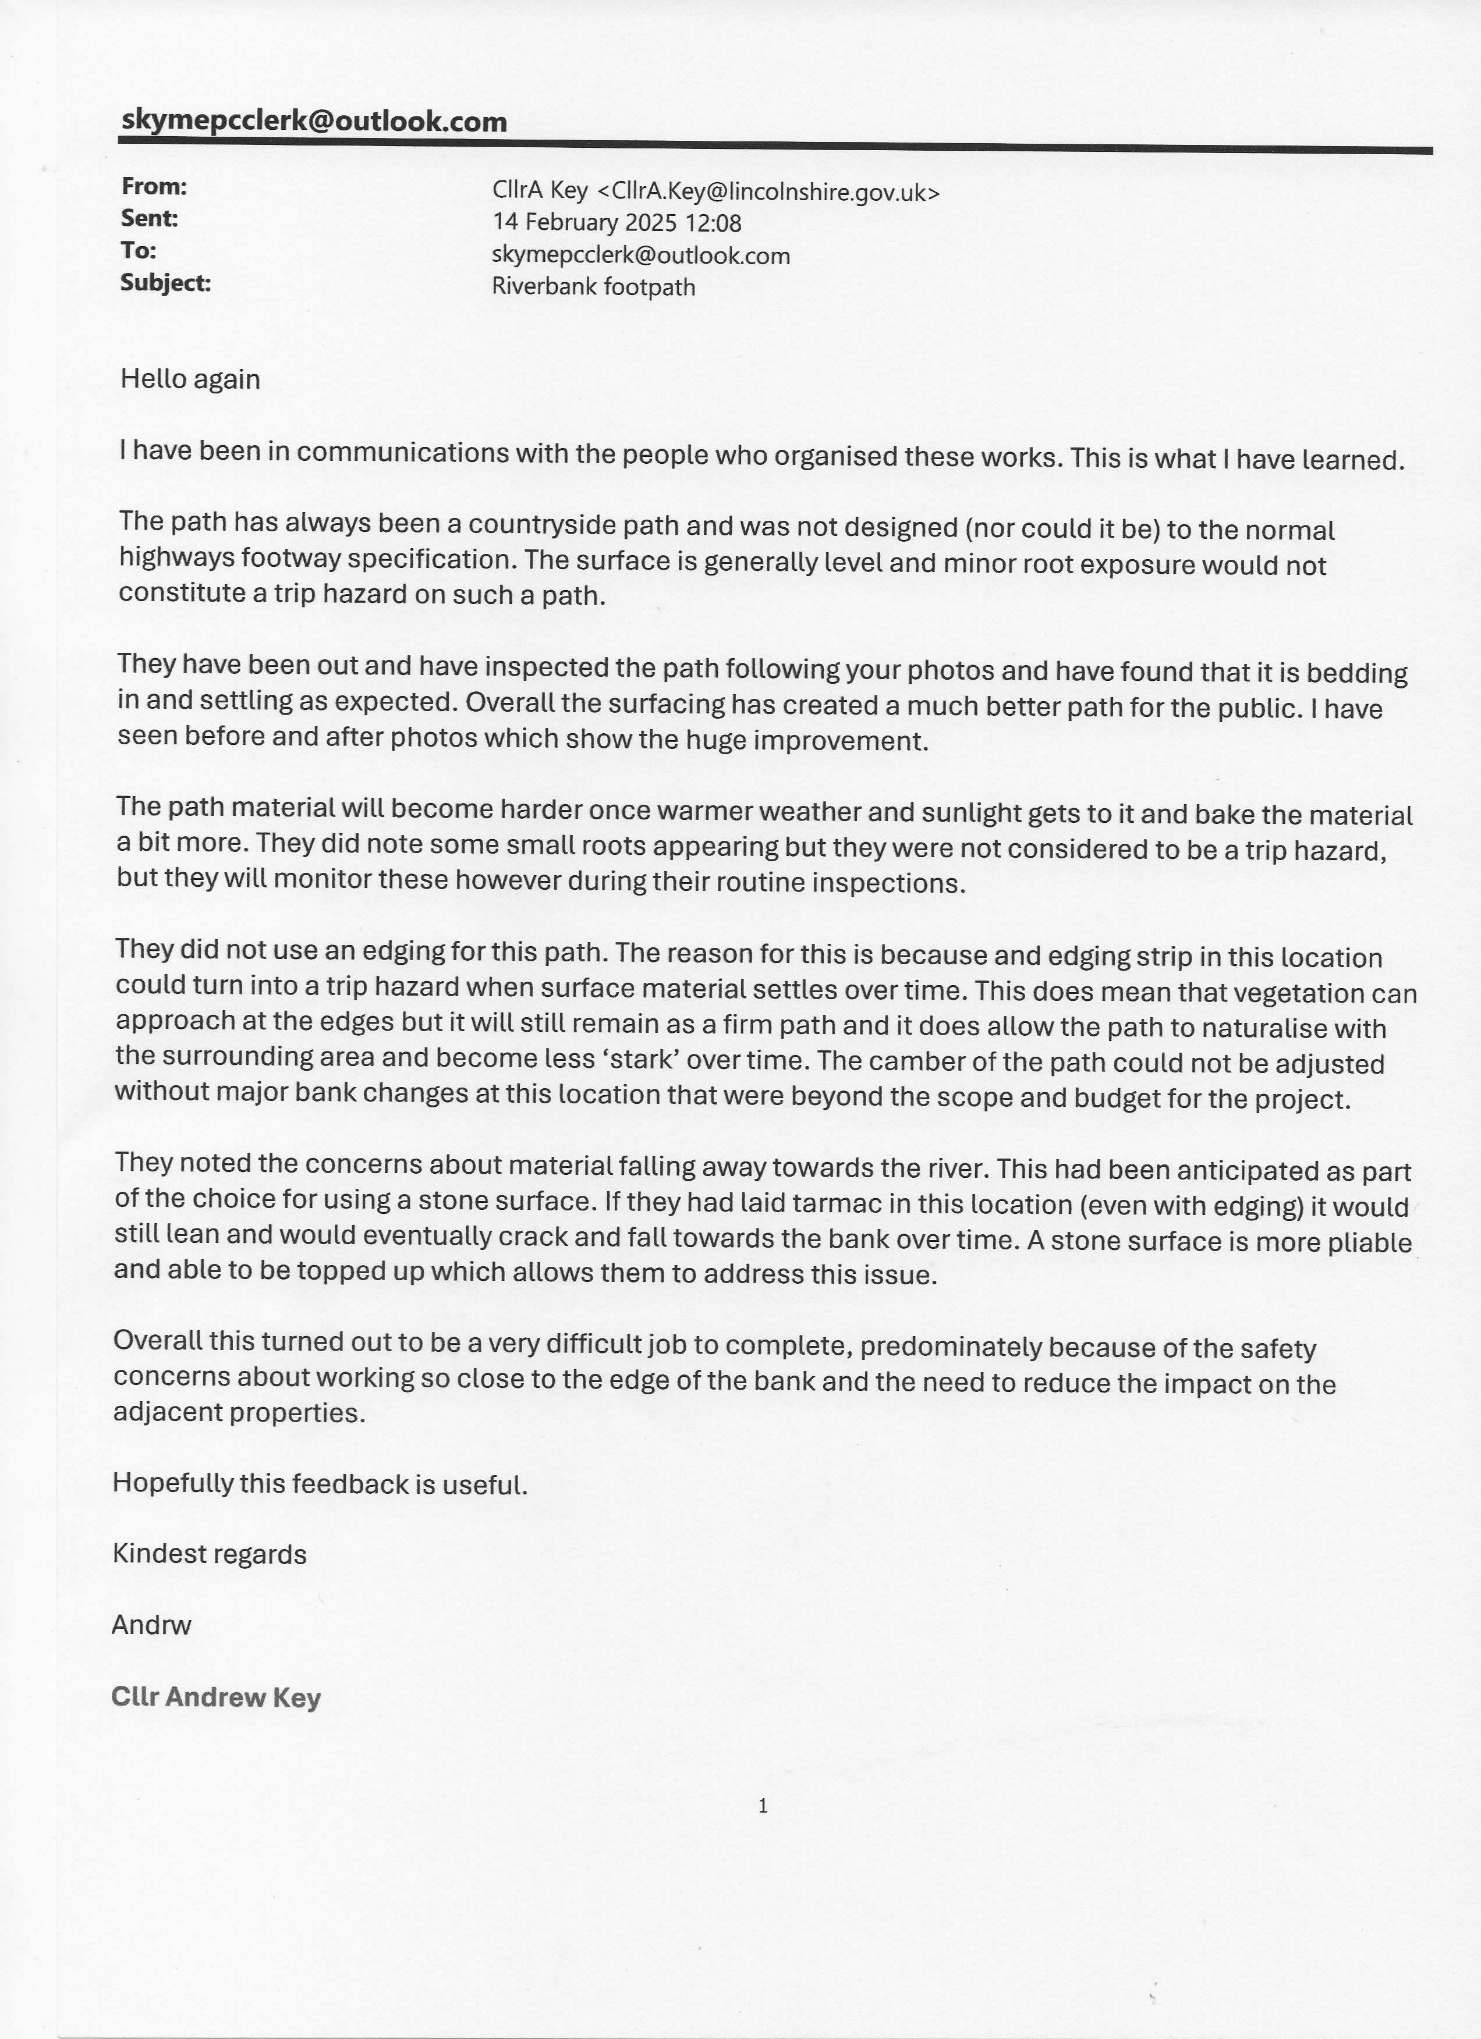 skymepcclerk@outlook.com
From: CllrA Key <CllrA.Key@lincolnshire.gov.uk>
Sent: 14 February 2025 12:08
To: skymepcclerk@outlook.com
Subject: Riverbank footpath
Hello again
I have been in communications with the people who organised these works. This is what I have learned.
The path has always been a countryside path and was not designed (nor could it be) to the normal
highways footway specification. The surface is generally level and minor root exposure would not
constitute a trip hazard on such a path.
They have been out and have inspected the path following your photos and have found that it is bedding
in and settling as expected. Overall the surfacing has created a much better path for the public. I have
seen before and after photos which show the huge improvement.
The path material will become harder once warmer weather and sunlight gets to it and bake the material
a bit more. They did note some small roots appearing but they were not considered to be a trip hazard,
but they will monitor these however during their routine inspections.
They did not use an edging for this path. The reason for this is because and edging strip in this location
could turn into a trip hazard when surface material settles over time. This does mean that vegetation can
approach at the edges but it will still remain as a firm path and it does allow the path to naturalise with
the surrounding area and become less ‘stark’ over time. The camber of the path could not be adjusted
without major bank changes at this location that were beyond the scope and budget for the project.
They noted the concerns about material falling away towards the river. This had been anticipated as part
of the choice for using a stone surface. If they had laid tarmac in this location (even with edging) it would
still lean and would eventually crack and fall towards the bank over time. A stone surface is more pliable
and able to be topped up which allows them to address this issue.
Overall this turned out to be a very difficult job to complete, predominately because of the safety
concerns about working so close to the edge of the bank and the need to reduce the impact on the
adjacent properties.
Hopefully this feedback is useful.
Kindest regards
Andrw
Cllr Andrew Key
1